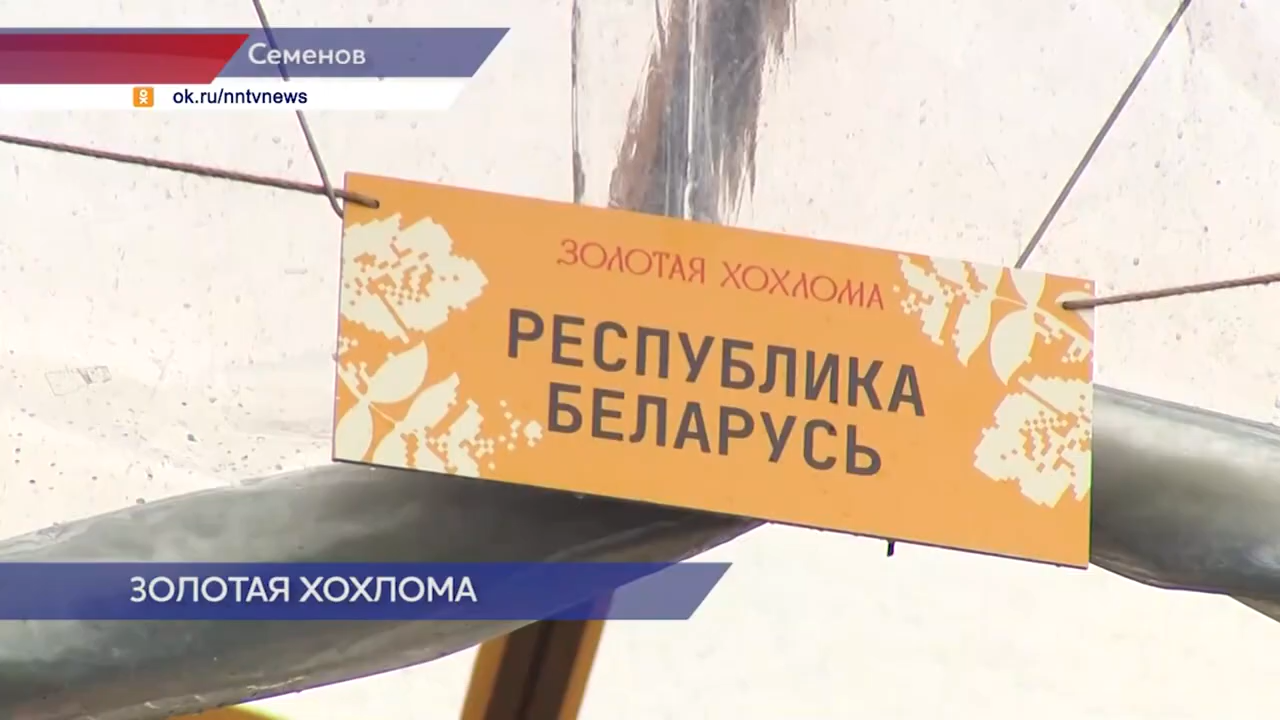 Семенов
ok.ru/nntvnews
ЗОЛОТАЯ ХОХЛОМА
РЕСПУБЛИКА
БЕЛАРУСЬ
ЗОЛОТАЯ ХОХЛОМА